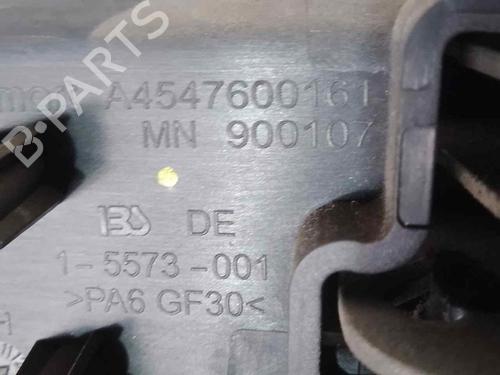 A4547600161
MN 900107
DE
1-5573-001
>PA6 GF30<
B-PARTS